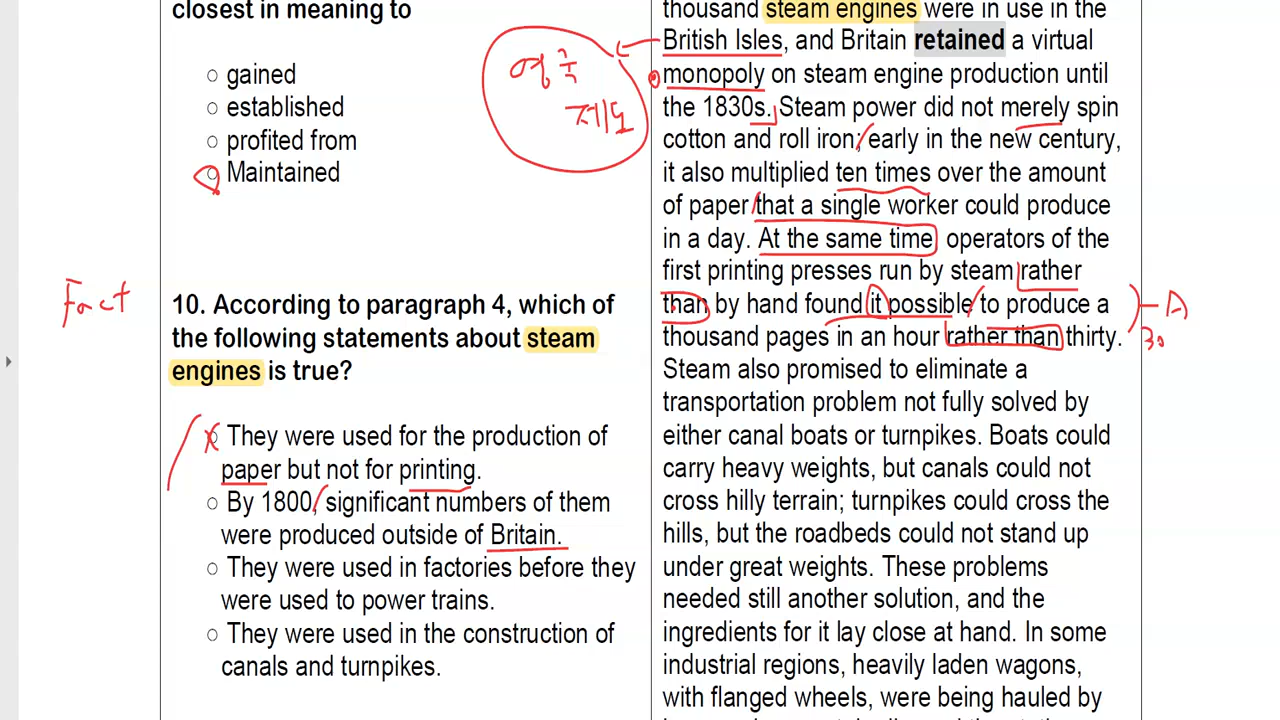 closest in meaning to
gained
established
profited from
Maintained
Fact
10. According to paragraph 4, which of
the following statements about steam
engines is true?
They were used for the production of
paper but not for printing.
By 1800, significant numbers of them
were produced outside of Britain.
They were used in factories before they
were used to power trains.
They were used in the construction of
canals and turnpikes.
영국
제도
thousand steam engines were in use in the
British Isles, and Britain retained a virtual
monopoly on steam engine production until
the 1830s. Steam power did not merely spin
cotton and roll iron; early in the new century,
it also multiplied ten times over the amount
of paper that a single worker could produce
in a day. At the same time operators of the
first printing presses run by steam rather
than by hand found it possible to produce a
thousand pages in an hour rather than thirty.
Steam also promised to eliminate a
transportation problem not fully solved by
either canal boats or turnpikes. Boats could
carry heavy weights, but canals could not
cross hilly terrain; turnpikes could cross the
hills, but the roadbeds could not stand up
under great weights. These problems
needed still another solution, and the
ingredients for it lay close at hand. In some
industrial regions, heavily laden wagons,
with flanged wheels, were being hauled by
A
30